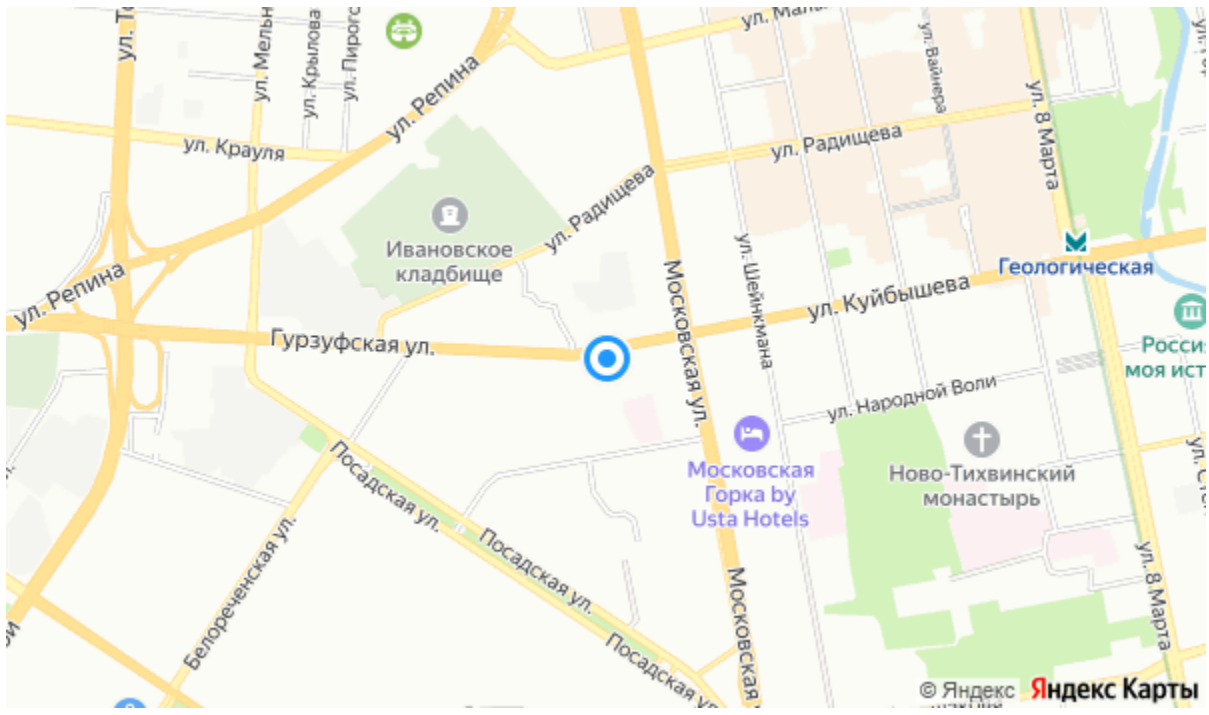 ул. Мельн
ул. Крылова
ул. Пирого
ул. Репина
ул. Мал
ул. Вайнера
ул. 8 Марта
ул. Крауля
ул. Радищева
ул. Радищева
Ивановское
кладбище
ул. Репина
Московская ул.
ул. Шейнкмана
Геологическая
ул. Куйбышева
Гурзуфская ул.
Россия
моя ист
ул. Народной Воли
Московская
Горка by
Usta Hotels
Ново-Тихвинский
монастырь
Посадская ул.
Посадская ул.
Посадская ул.
Белореченская ул.
Московская ул.
ул. 8 Марта
© Яндекс Яндекс Карты